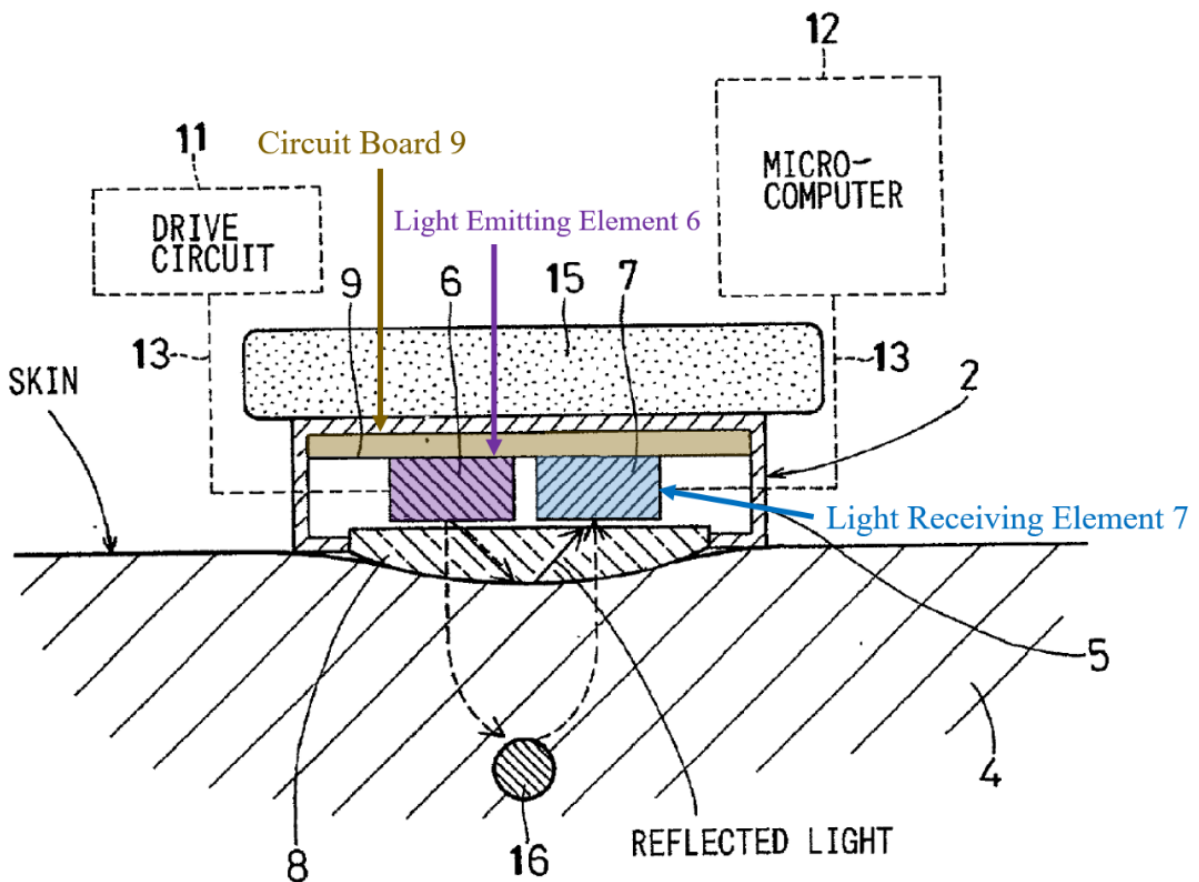 12
11
Circuit Board 9
MICRO-
COMPUTER
DRIVE
CIRCUIT
Light Emitting Element 6
9
6
15
7
13
13
SKIN
2
Light Receiving Element 7
5
4
8
16
REFLECTED LIGHT